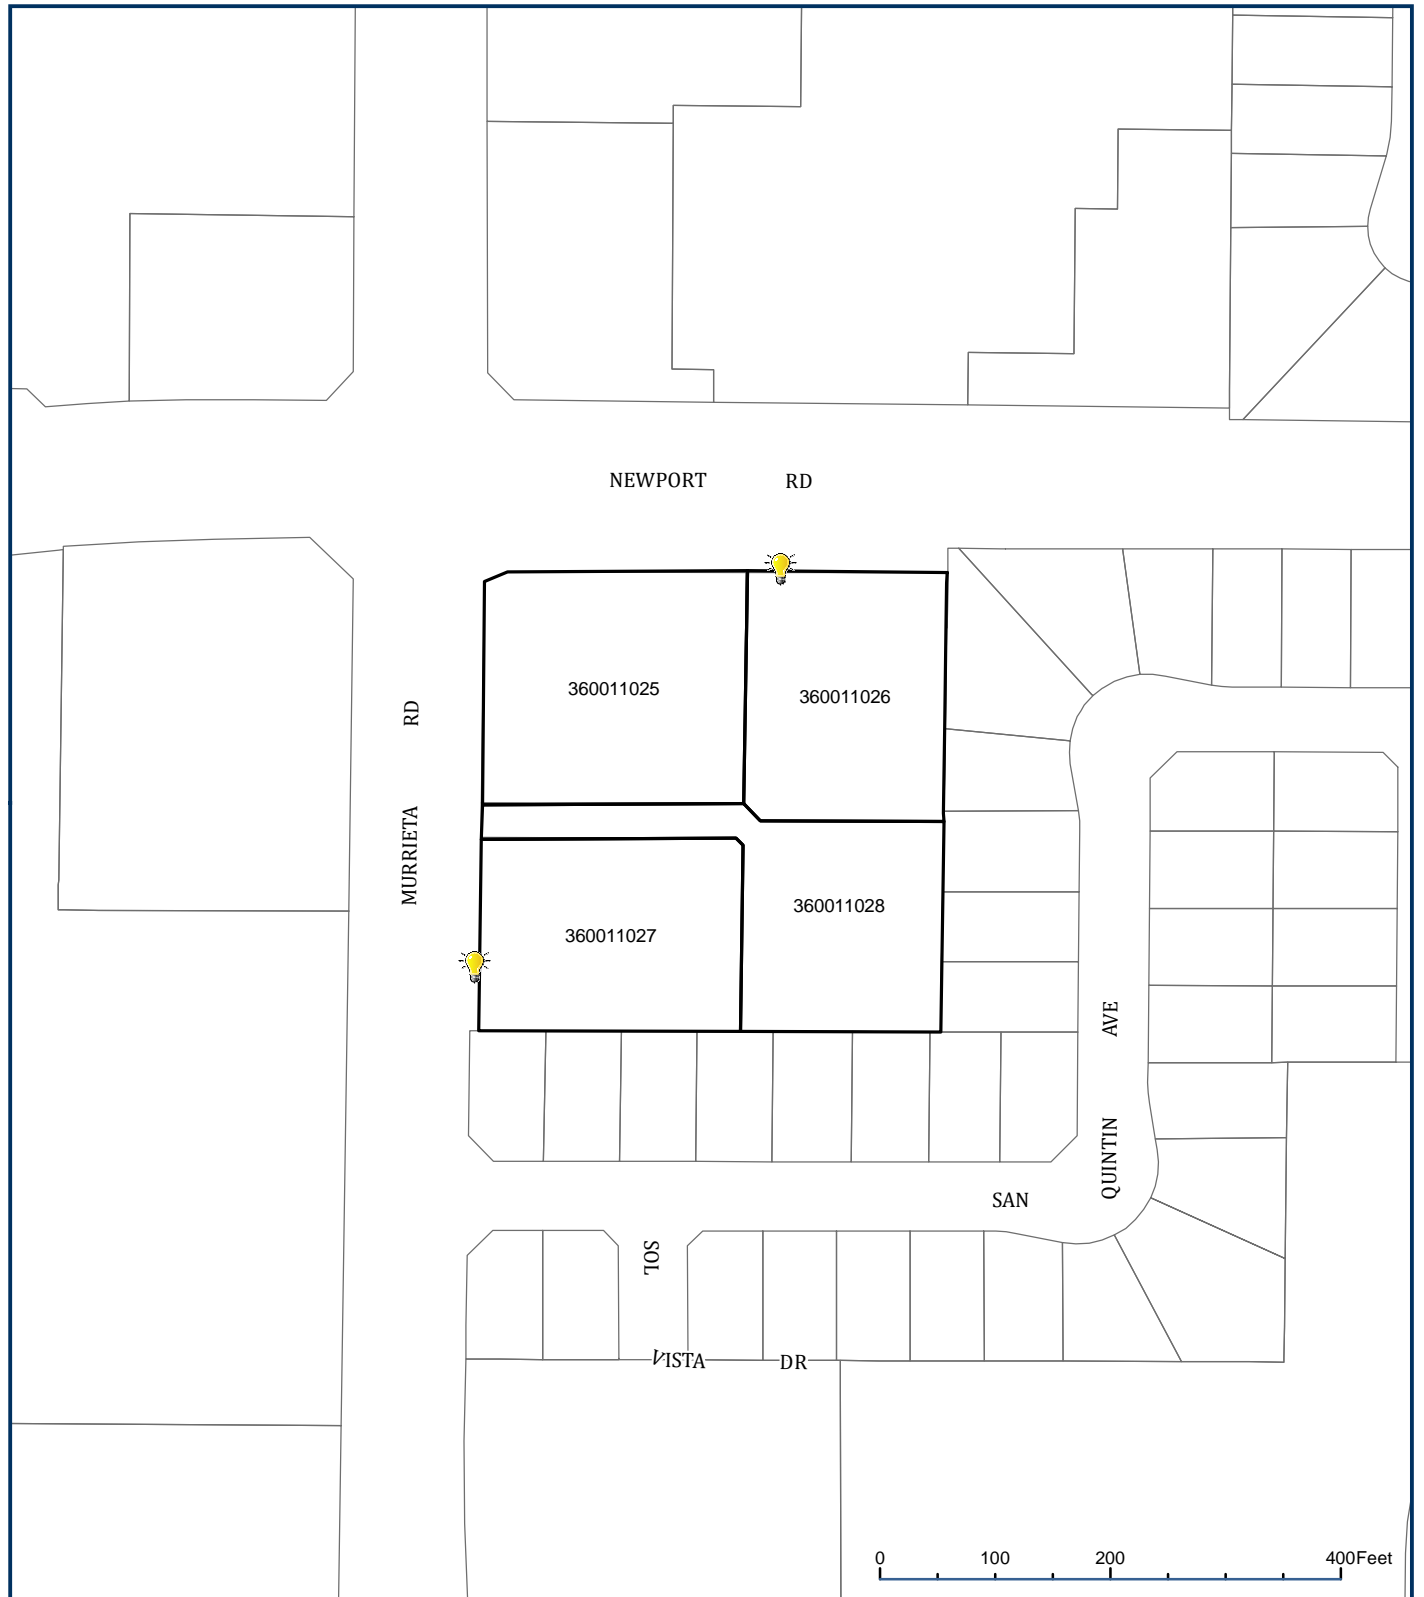 NEWPORT RD
360011025
360011026
MURRIETA RD
360011027
360011028
SAN QUINTIN AVE
SOL VISTA DR
0 100 200 400Feet